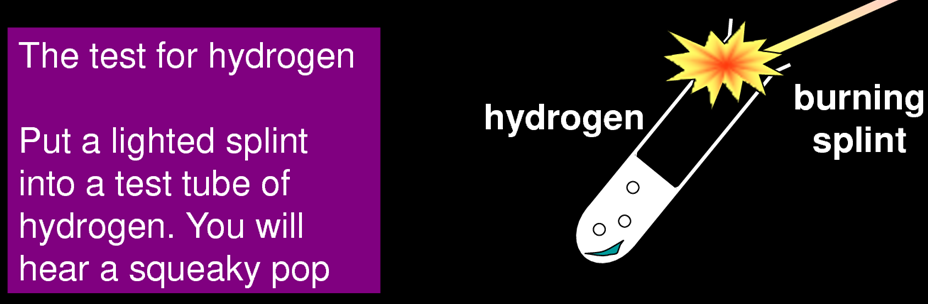 The test for hydrogen
Put a lighted splint
into a test tube of
hydrogen. You will
hear a squeaky pop
hydrogen
burning
splint